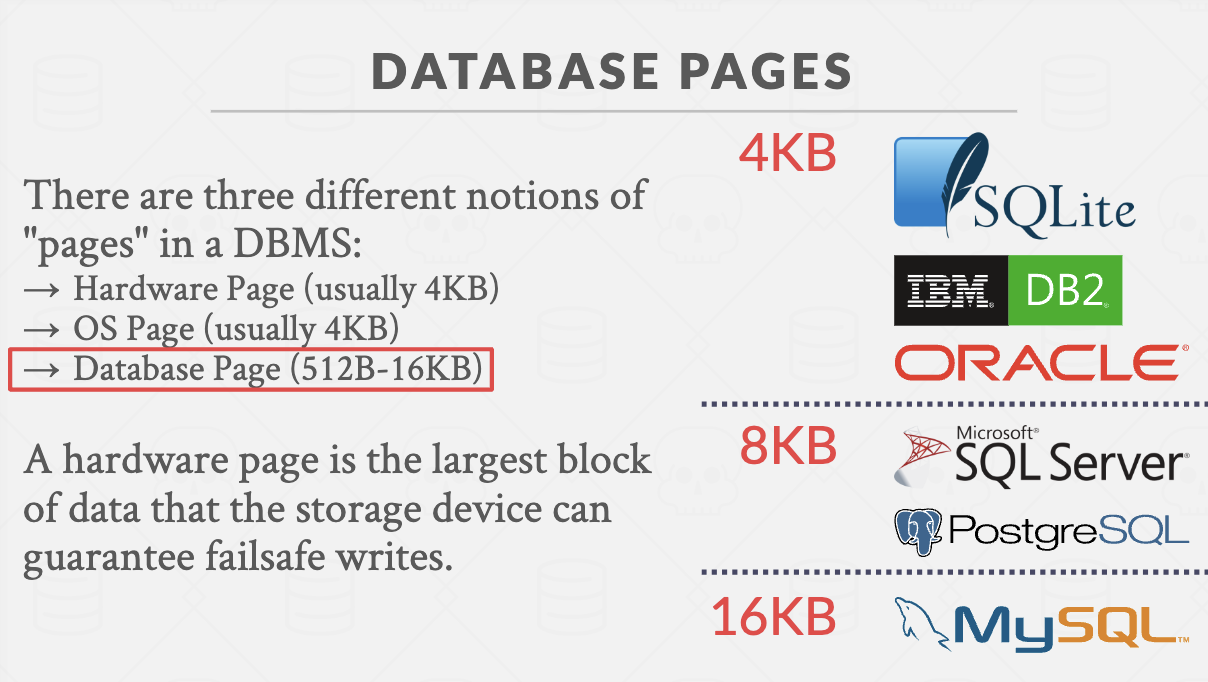 DATABASE PAGES
There are three different notions of
"pages" in a DBMS:
→ Hardware Page (usually 4KB)
→ OS Page (usually 4KB)
→ Database Page (512B-16KB)
A hardware page is the largest block
of data that the storage device can
guarantee failsafe writes.
4KB
SQLite
IBM® DB2®
ORACLE®
8KB
Microsoft®
SQL Server®
PostgreSQL
16KB
MySQL™